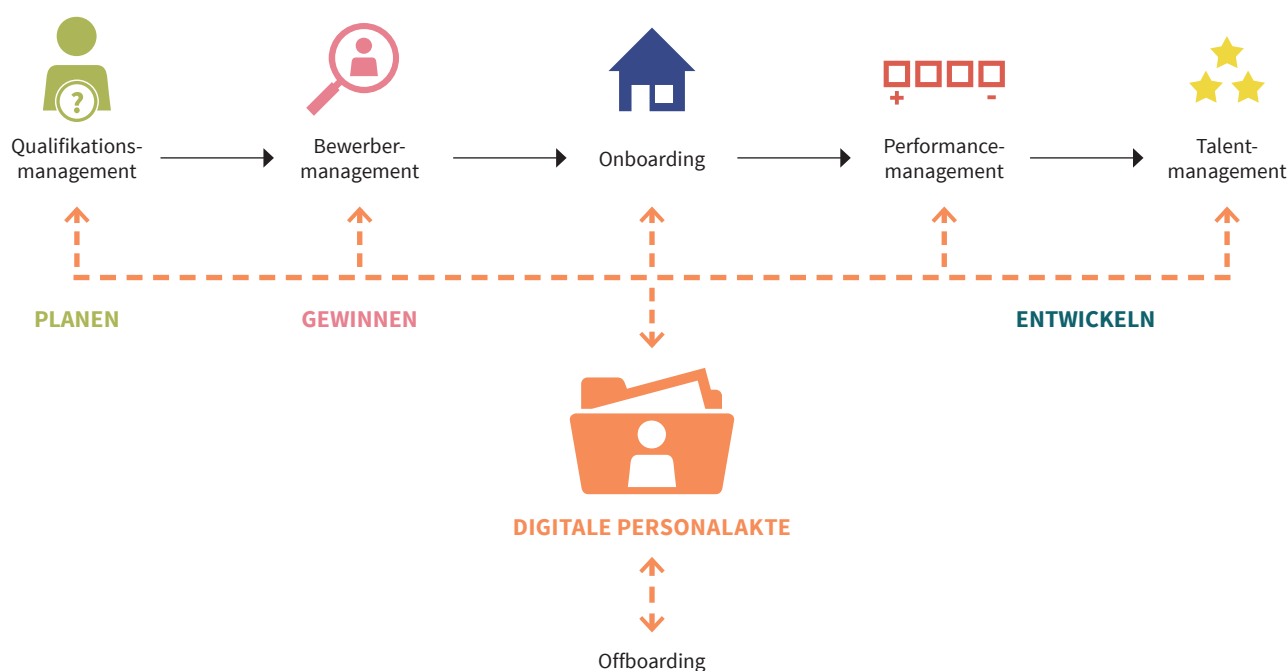 ?
+
-
Qualifikations-
management
Bewerber-
management
Onboarding
Performance-
management
Talent-
management
PLANEN
GEWINNEN
ENTWICKELN
DIGITALE PERSONALAKTE
Offboarding